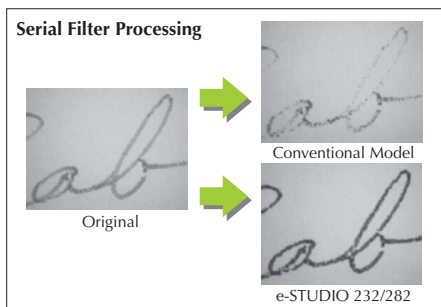 Serial Filter Processing
ab
Conventional Model
ab
Original
ab
e-STUDIO 232/282